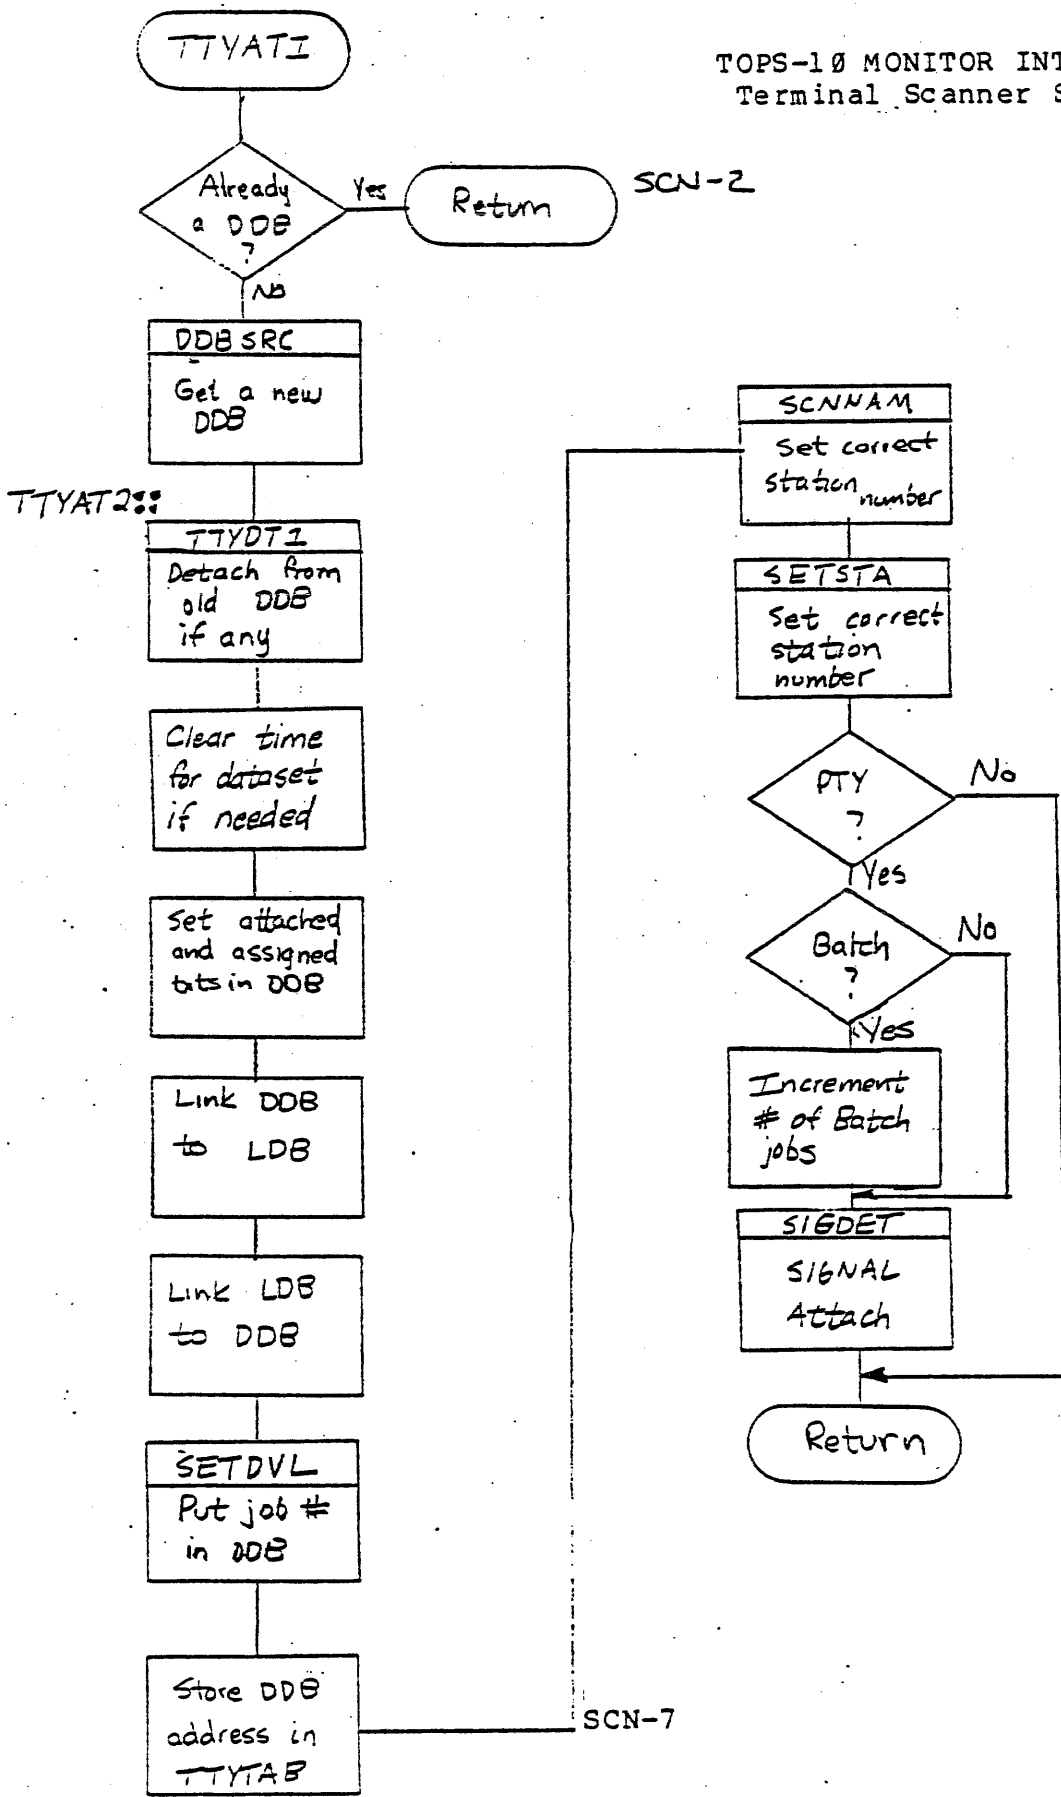 TTYAT1
TOPS-10 MONITOR INT
Terminal Scanner S
Already
a DDB
?
Yes
Return
SCN-2
No
DDBSRC
Get a new
DDB
TTYAT2::
TTYDT1
Detach from
old DDB
if any
Clear time
for dataset
if needed
Set attached
and assigned
bits in DDB
Link DDB
to LDB
Link LDB
to DDB
SETDVL
Put job #
in DDB
Store DDB
address in
TTYTAB
SCN-7
SCNNAM
Set correct
station
number
SETSTA
Set correct
station
number
PTY
?
No
Yes
Batch
?
No
Yes
Increment
# of Batch
jobs
SIGDET
SIGNAL
Attach
Return